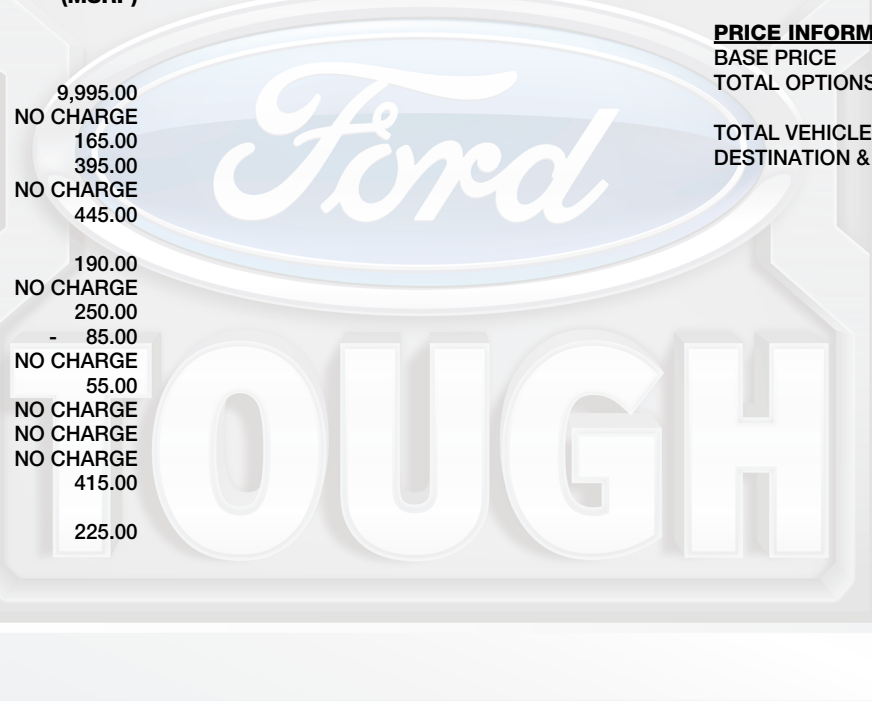 (MSRP)
9,995.00
NO CHARGE
165.00
395.00
NO CHARGE
445.00
190.00
NO CHARGE
250.00
- 85.00
NO CHARGE
55.00
NO CHARGE
NO CHARGE
NO CHARGE
415.00
225.00
PRICE INFORM
BASE PRICE
TOTAL OPTIONS
TOTAL VEHICLE
DESTINATION &
Ford
TOUGH